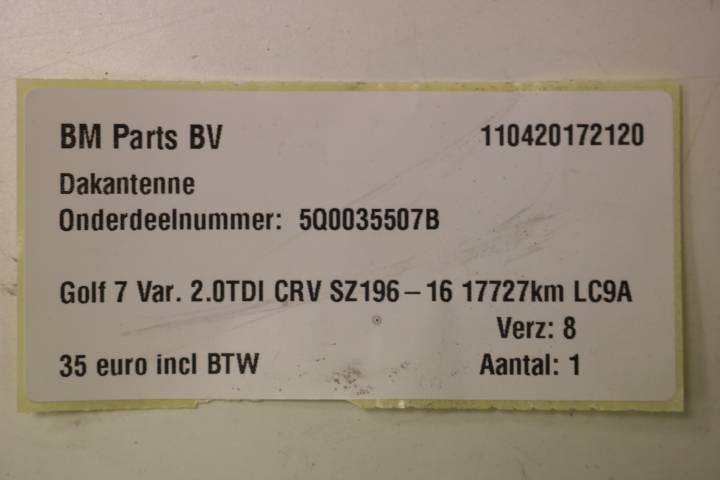 BM Parts BV 110420172120
Dakantenne
Onderdeelnummer: 5Q0035507B
Golf 7 Var. 2.0TDI CRV SZ196-16 17727km LC9A
Verz: 8
35 euro incl BTW Aantal: 1